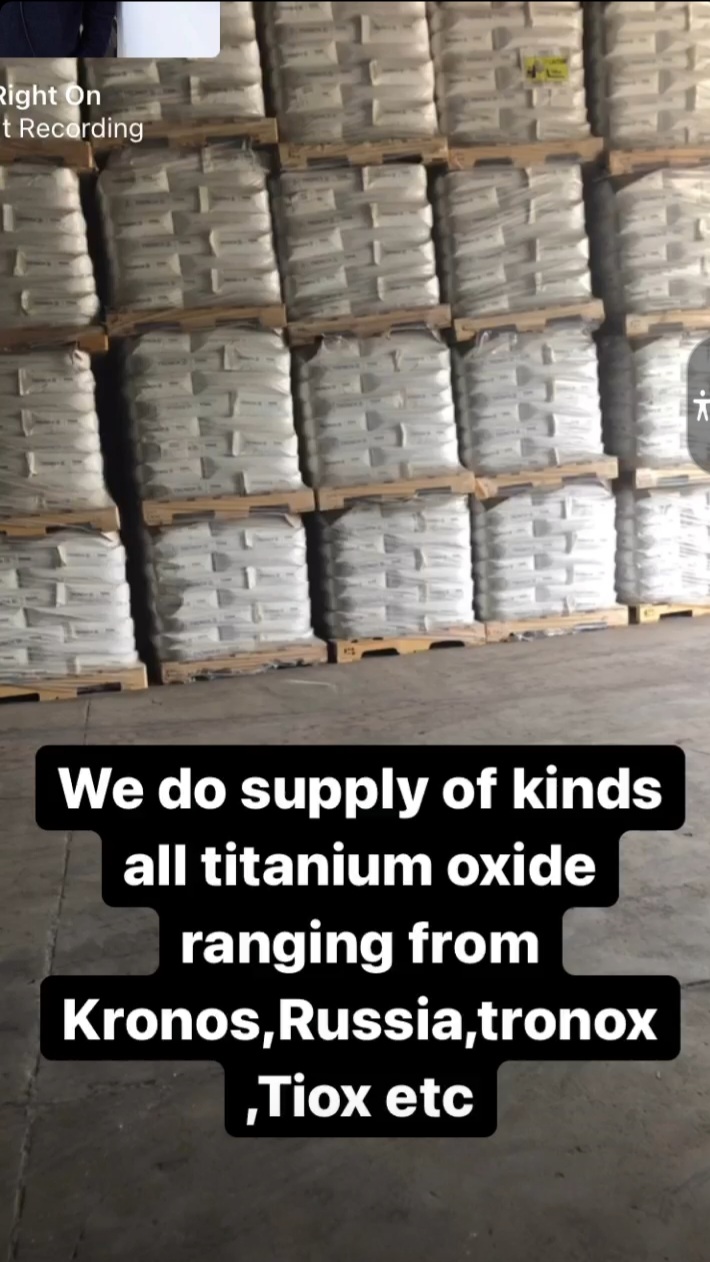 Right On
t Recording
We do supply of kinds
all titanium oxide
ranging from
Kronos,Russia,tronox
,Tiox etc